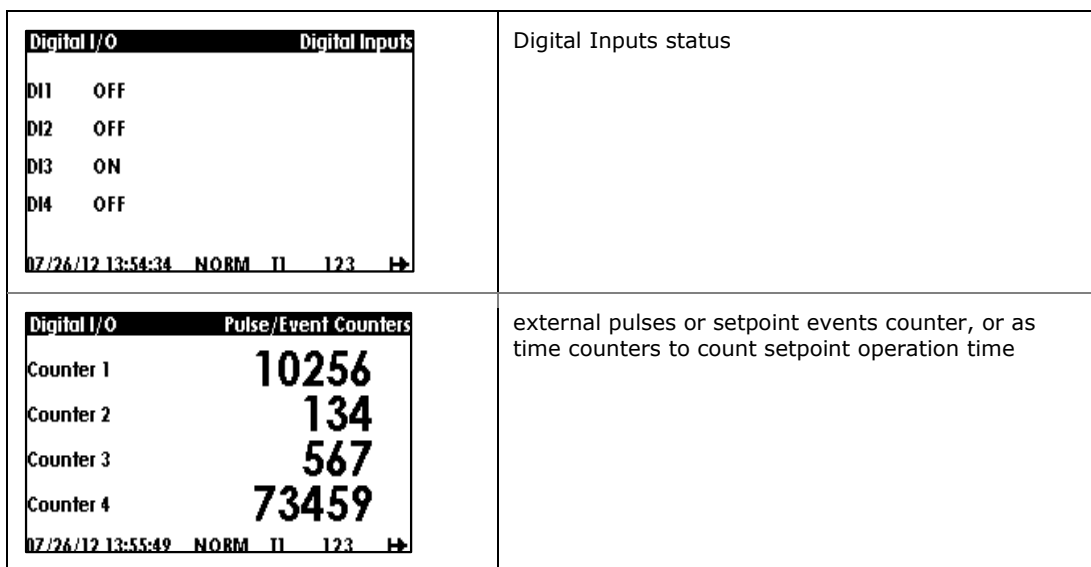 Digital I/O Digital Inputs
DI1 OFF
DI2 OFF
DI3 ON
DI4 OFF
07/26/12 13:54:34 NORM T1 123
Digital Inputs status
Digital I/O Pulse/Event Counters
Counter 1 10256
Counter 2 134
Counter 3 567
Counter 4 73459
07/26/12 13:55:49 NORM T1 123
external pulses or setpoint events counter, or as
time counters to count setpoint operation time